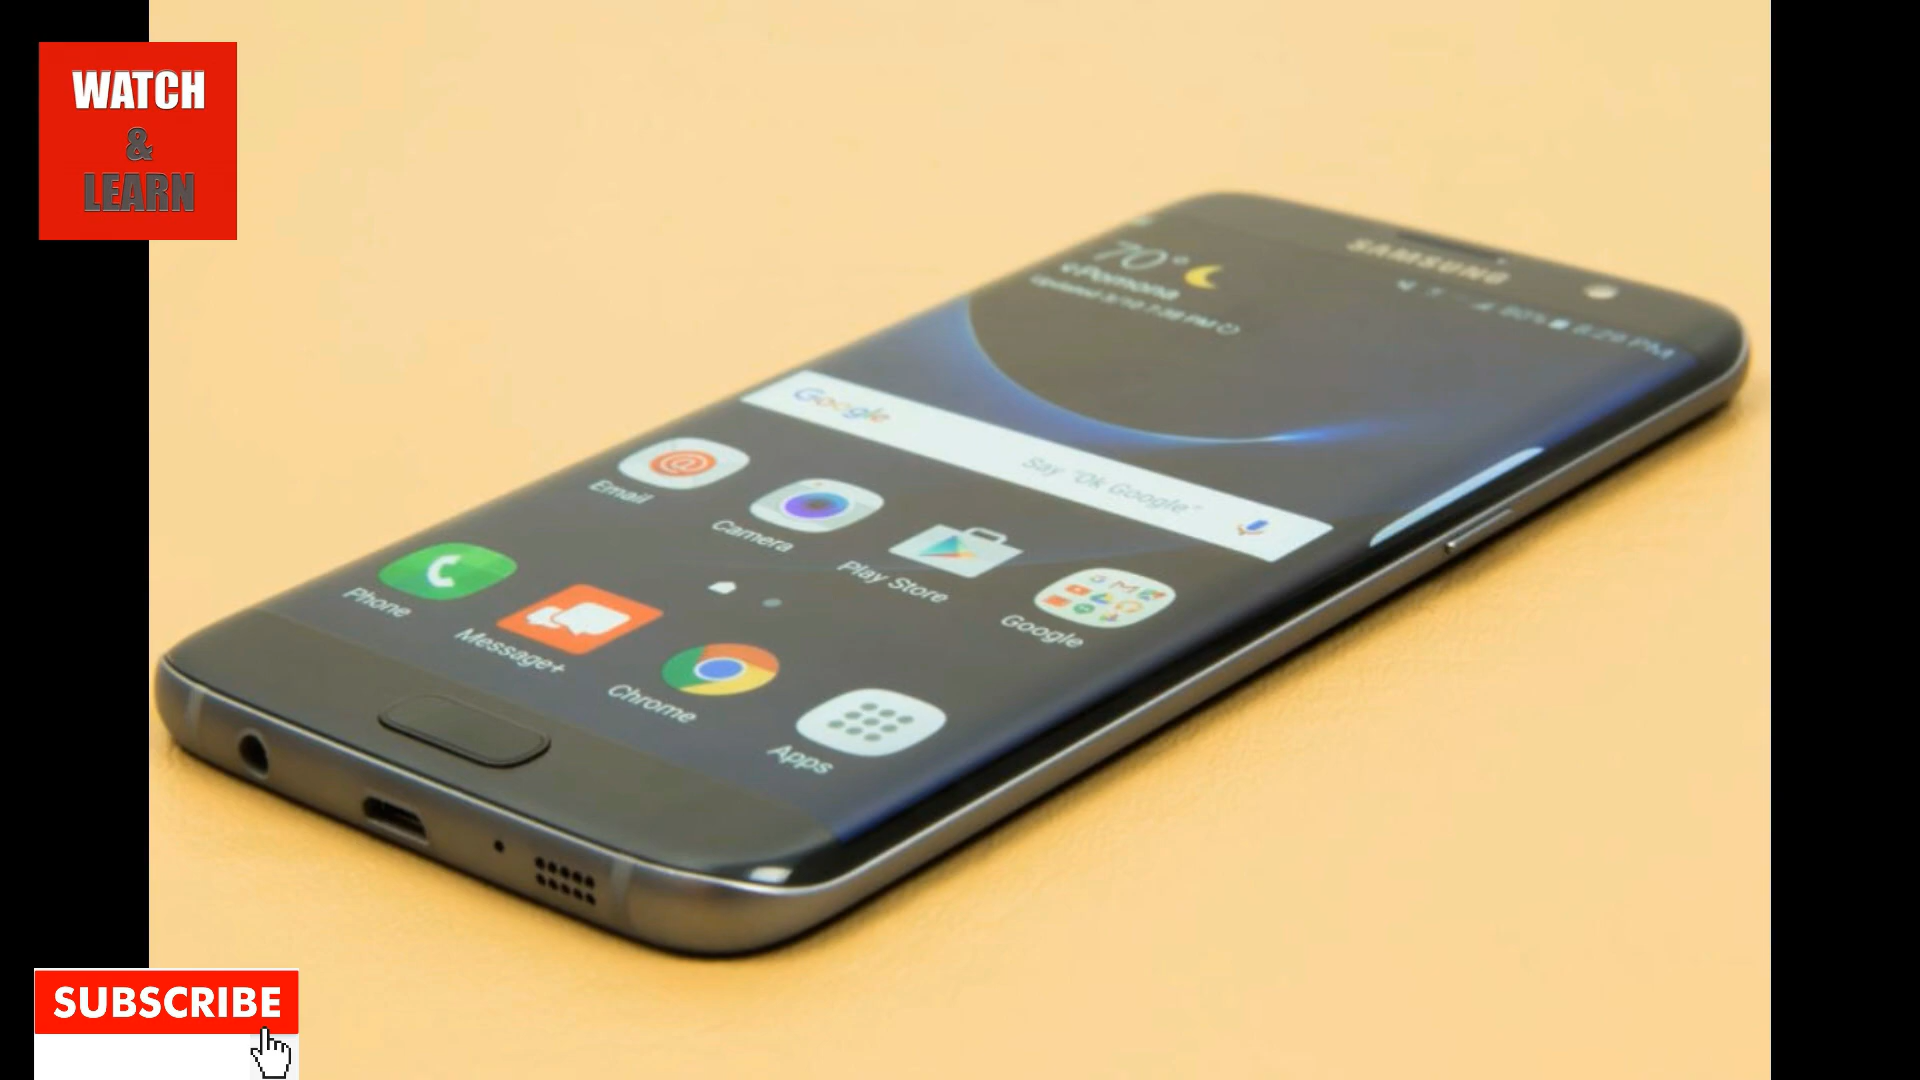 WATCH
&
LEARN
SAMSUNG
70°
Pomona
Google
Say "Ok Google"
Email
Camera
Play Store
Google
Phone
Message+
Chrome
Apps
SUBSCRIBE